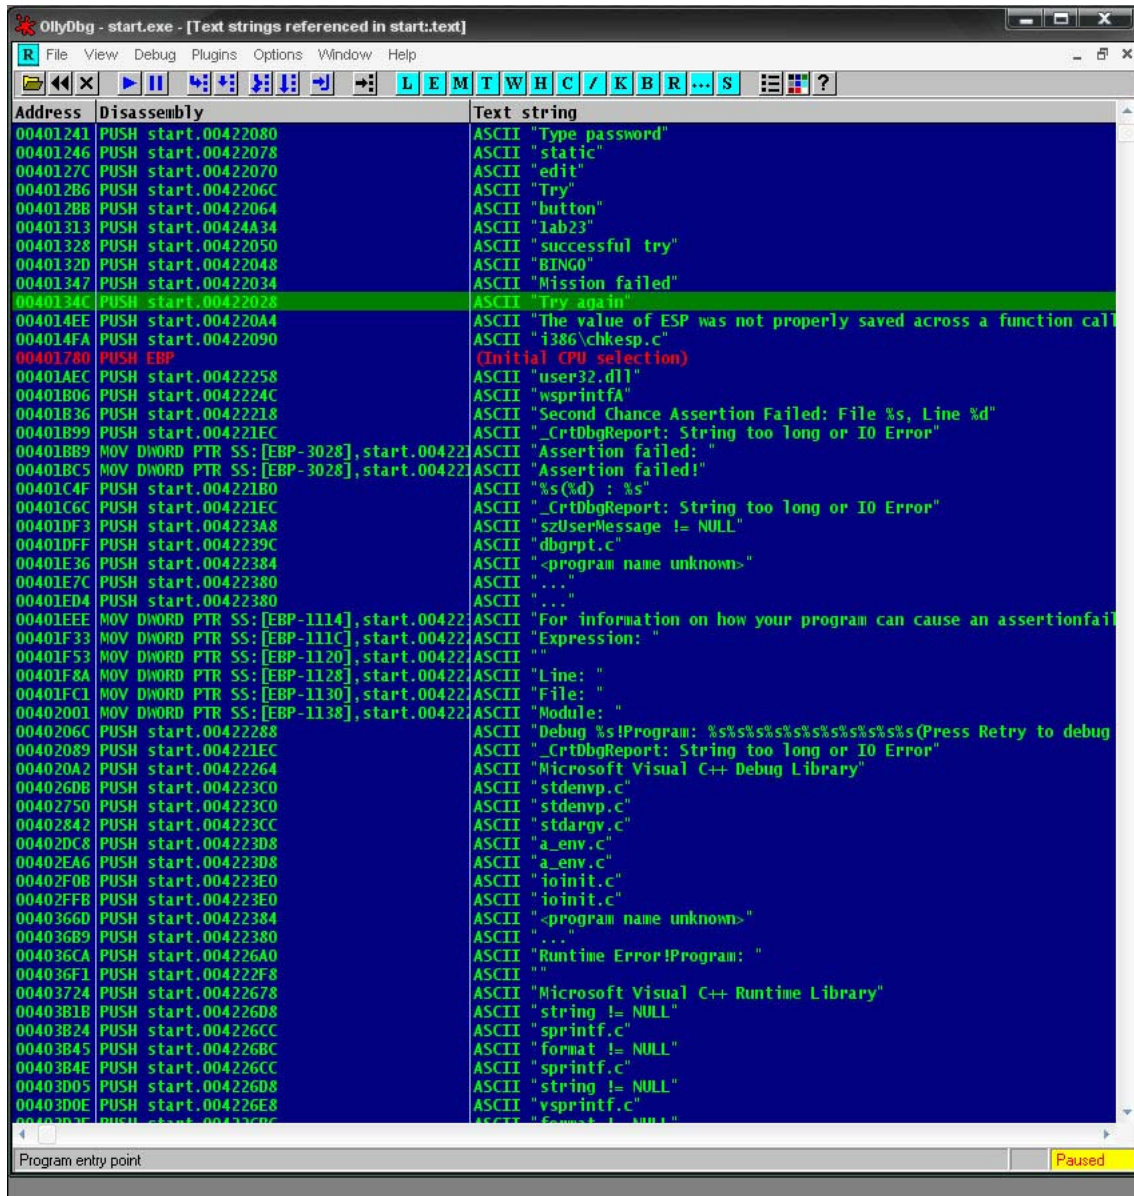 OllyDbg - start.exe - [Text strings referenced in start:.text]
R File View Debug Plugins Options Window Help
L E M T W H C / K B R ... S ?
Address Disassembly Text string
00401241 PUSH start.00422080 ASCII "Type password"
00401246 PUSH start.00422078 ASCII "static"
0040127C PUSH start.00422070 ASCII "edit"
004012B6 PUSH start.0042206C ASCII "Try"
004012BB PUSH start.00422064 ASCII "button"
00401313 PUSH start.00424A34 ASCII "lab23"
00401328 PUSH start.00422050 ASCII "successful try"
0040132D PUSH start.00422048 ASCII "BINGO"
00401347 PUSH start.00422034 ASCII "Mission failed"
0040134C PUSH start.00422028 ASCII "Try again"
004014EE PUSH start.004220A4 ASCII "The value of ESP was not properly saved across a function call
004014FA PUSH start.00422090 ASCII "i386\chkesp.c"
00401780 PUSH EBP (Initial CPU selection)
00401AEC PUSH start.00422258 ASCII "user32.dll"
00401B06 PUSH start.0042224C ASCII "wsprintfA"
00401B36 PUSH start.00422218 ASCII "Second Chance Assertion Failed: File %s, Line %d"
00401B99 PUSH start.004221EC ASCII "_CrtDbgReport: String too long or IO Error"
00401BB9 MOV DWORD PTR SS:[EBP-3028],start.004221 ASCII "Assertion failed: "
00401BC5 MOV DWORD PTR SS:[EBP-3028],start.004221 ASCII "Assertion failed!"
00401C4F PUSH start.004221B0 ASCII "%s(%d) : %s"
00401C6C PUSH start.004221EC ASCII "_CrtDbgReport: String too long or IO Error"
00401DF3 PUSH start.004223A8 ASCII "szUserMessage != NULL"
00401DFF PUSH start.0042239C ASCII "dbgrpt.c"
00401E36 PUSH start.00422384 ASCII "<program name unknown>"
00401E7C PUSH start.00422380 ASCII "..."
00401ED4 PUSH start.00422380 ASCII "..."
00401EEE MOV DWORD PTR SS:[EBP-1114],start.004223 ASCII "For information on how your program can cause an assertionfail
00401F33 MOV DWORD PTR SS:[EBP-111C],start.004222 ASCII "Expression: "
00401F53 MOV DWORD PTR SS:[EBP-1120],start.004222 ASCII ""
00401F8A MOV DWORD PTR SS:[EBP-1128],start.004222 ASCII "Line: "
00401FC1 MOV DWORD PTR SS:[EBP-1130],start.004222 ASCII "File: "
00402001 MOV DWORD PTR SS:[EBP-1138],start.004222 ASCII "Module: "
0040206C PUSH start.00422288 ASCII "Debug %s!Program: %s%s%s%s%s%s%s%s%s%s%s%s(Press Retry to debug
00402089 PUSH start.004221EC ASCII "_CrtDbgReport: String too long or IO Error"
004020A2 PUSH start.00422264 ASCII "Microsoft Visual C++ Debug Library"
004026DB PUSH start.004223C0 ASCII "stdenvp.c"
00402750 PUSH start.004223C0 ASCII "stdenvp.c"
00402842 PUSH start.004223CC ASCII "stdargv.c"
00402DC8 PUSH start.004223D8 ASCII "a_env.c"
00402EA6 PUSH start.004223D8 ASCII "a_env.c"
00402F0B PUSH start.004223E0 ASCII "ioinit.c"
00402FFB PUSH start.004223E0 ASCII "ioinit.c"
0040366D PUSH start.00422384 ASCII "<program name unknown>"
004036B9 PUSH start.00422380 ASCII "..."
004036CA PUSH start.004226A0 ASCII "Runtime Error!Program: "
004036F1 PUSH start.004222F8 ASCII ""
00403724 PUSH start.00422678 ASCII "Microsoft Visual C++ Runtime Library"
00403B1B PUSH start.004226D8 ASCII "string != NULL"
00403B24 PUSH start.004226CC ASCII "sprintf.c"
00403B45 PUSH start.004226BC ASCII "format != NULL"
00403B4E PUSH start.004226CC ASCII "sprintf.c"
00403D05 PUSH start.004226D8 ASCII "string != NULL"
00403D0E PUSH start.004226E8 ASCII "vsprintf.c"
Program entry point Paused